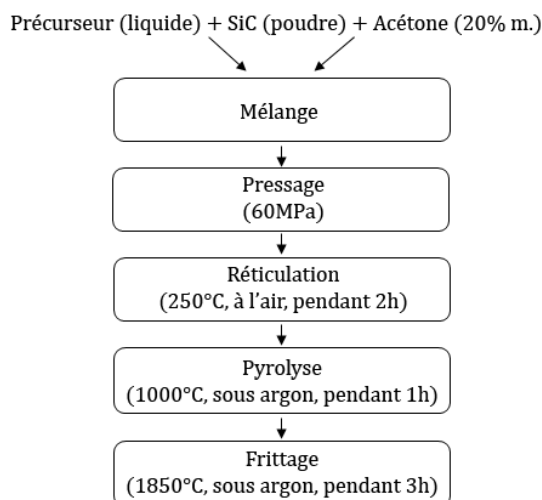 Précurseur (liquide) + SiC (poudre) + Acétone (20% m.)
Mélange
Pressage
(60MPa)
Réticulation
(250°C, à l'air, pendant 2h)
Pyrolyse
(1000°C, sous argon, pendant 1h)
Frittage
(1850°C, sous argon, pendant 3h)